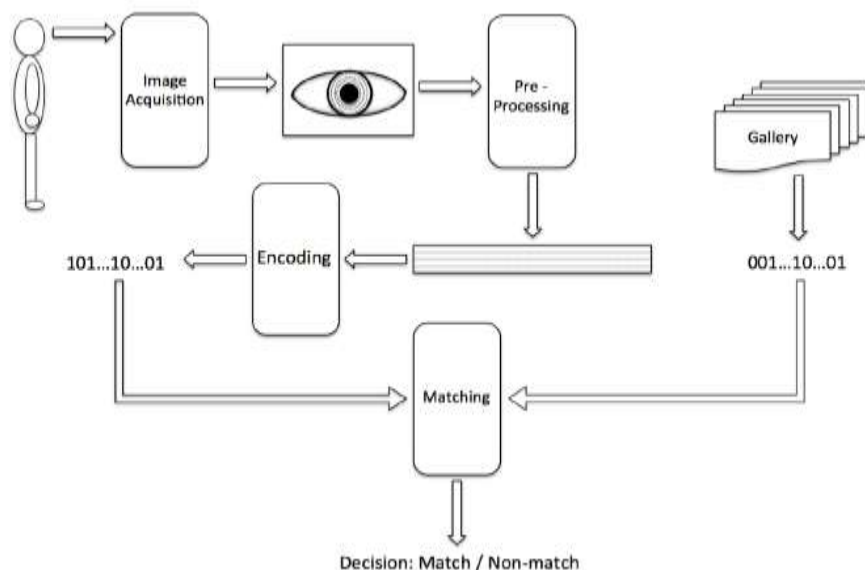 Image
Acquisition
Pre -
Processing
Gallery
101...10...01
Encoding
001...10...01
Matching
Decision: Match / Non-match